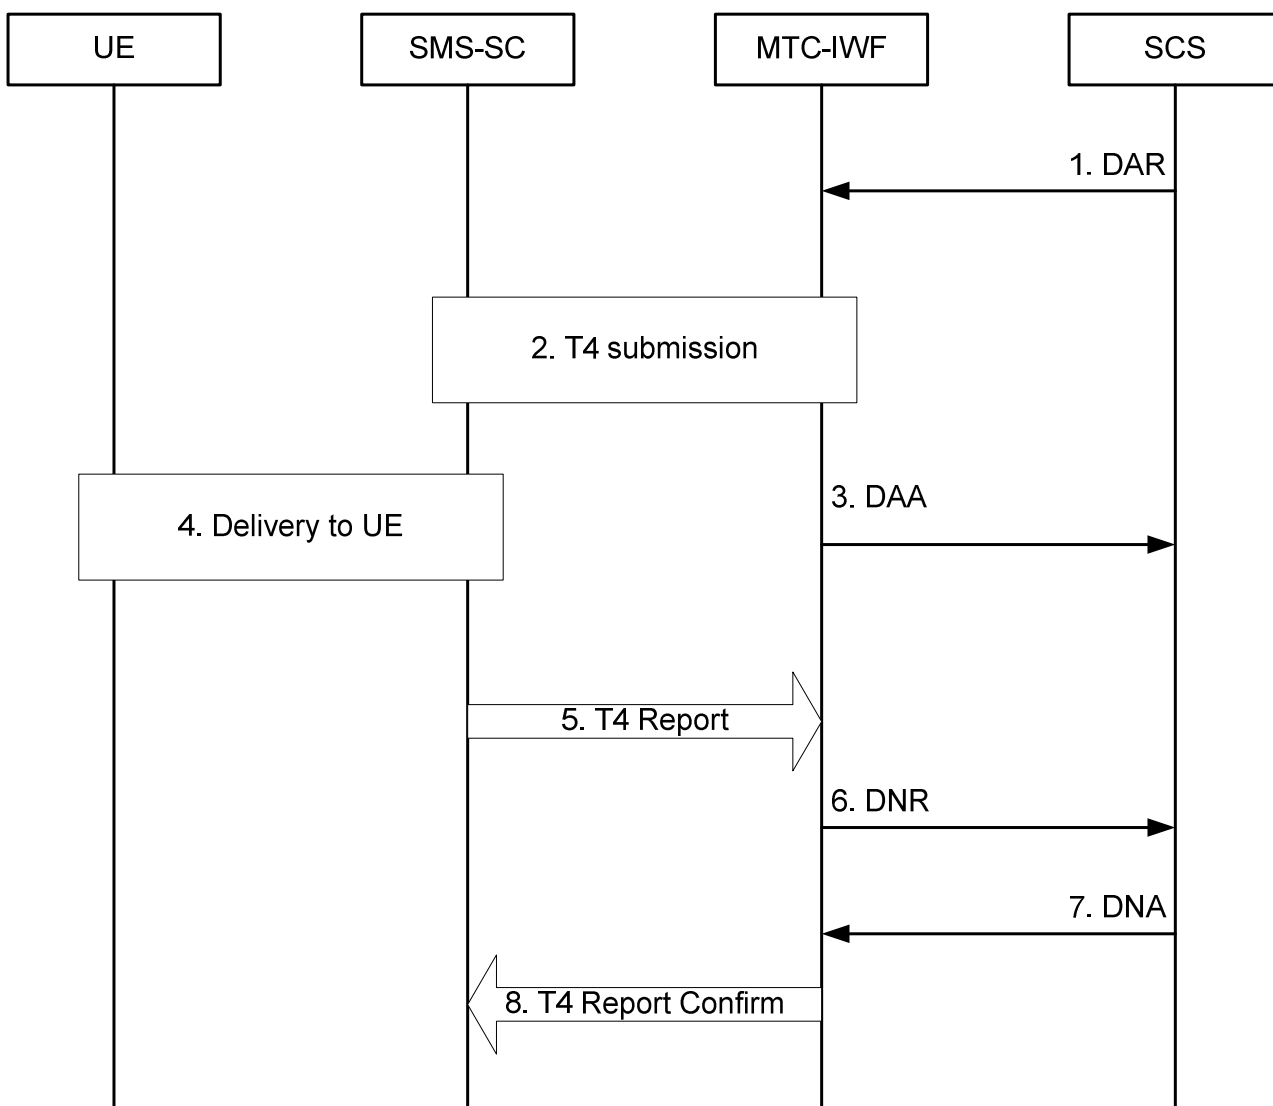 UE
SMS-SC
MTC-IWF
SCS
1. DAR
2. T4 submission
3. DAA
4. Delivery to UE
5. T4 Report
6. DNR
7. DNA
8. T4 Report Confirm